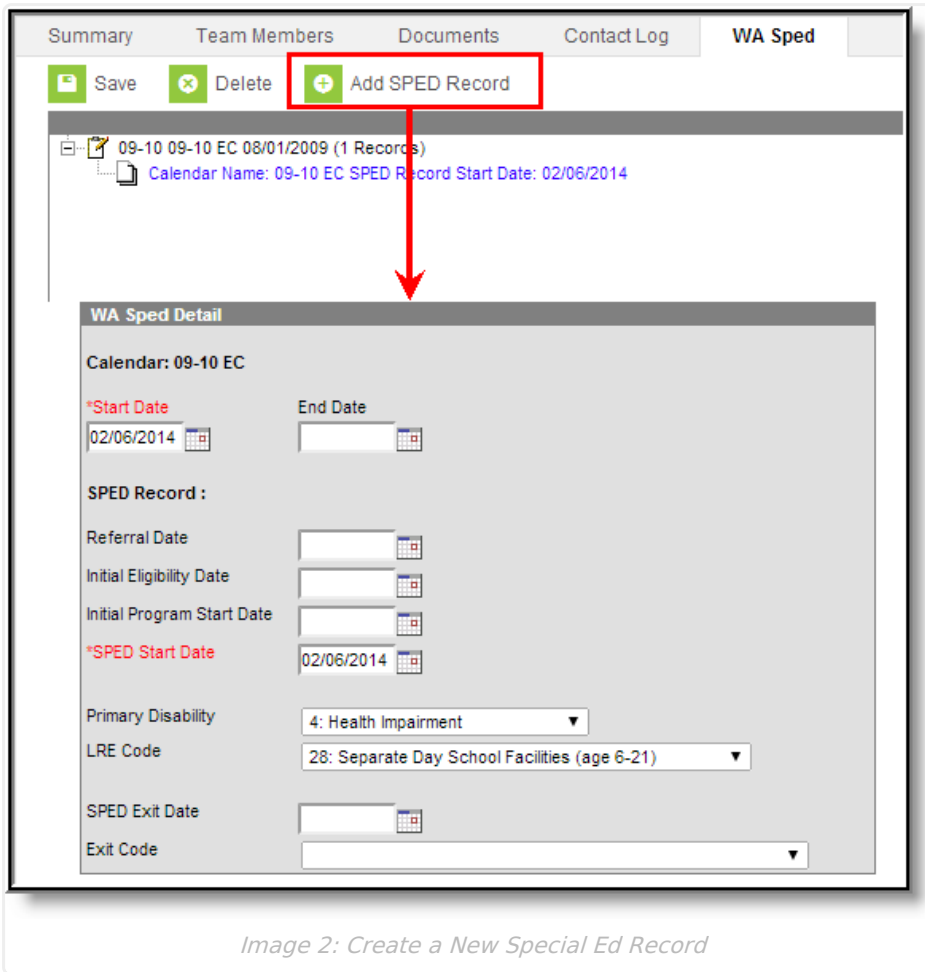 Summary Team Members Documents Contact Log WA Sped
Save Delete Add SPED Record
09-10 09-10 EC 08/01/2009 (1 Records)
Calendar Name: 09-10 EC SPED Record Start Date: 02/06/2014
WA Sped Detail
Calendar: 09-10 EC
*Start Date End Date
02/06/2014
SPED Record :
Referral Date
Initial Eligibility Date
Initial Program Start Date
*SPED Start Date 02/06/2014
Primary Disability 4: Health Impairment
LRE Code 28: Separate Day School Facilities (age 6-21)
SPED Exit Date
Exit Code
Image 2: Create a New Special Ed Record